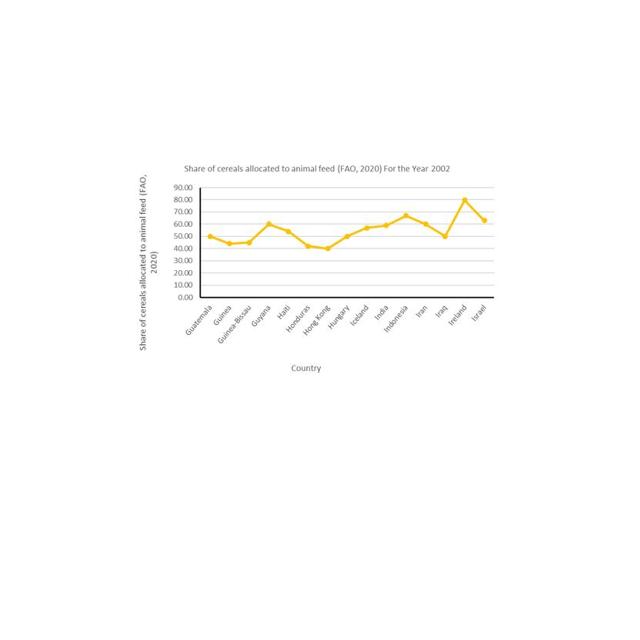 Share of cereals allocated to animal feed (FAO, 2020) For the Year 2002
Share of cereals allocated to animal feed (FAO,
2020)
90.00
80.00
70.00
60.00
50.00
40.00
30.00
20.00
10.00
0.00
Guatemala
Guinea
Guinea-Bissau
Guyana
Haiti
Honduras
Hong Kong
Hungary
Iceland
India
Indonesia
Iran
Iraq
Ireland
Israel
Country